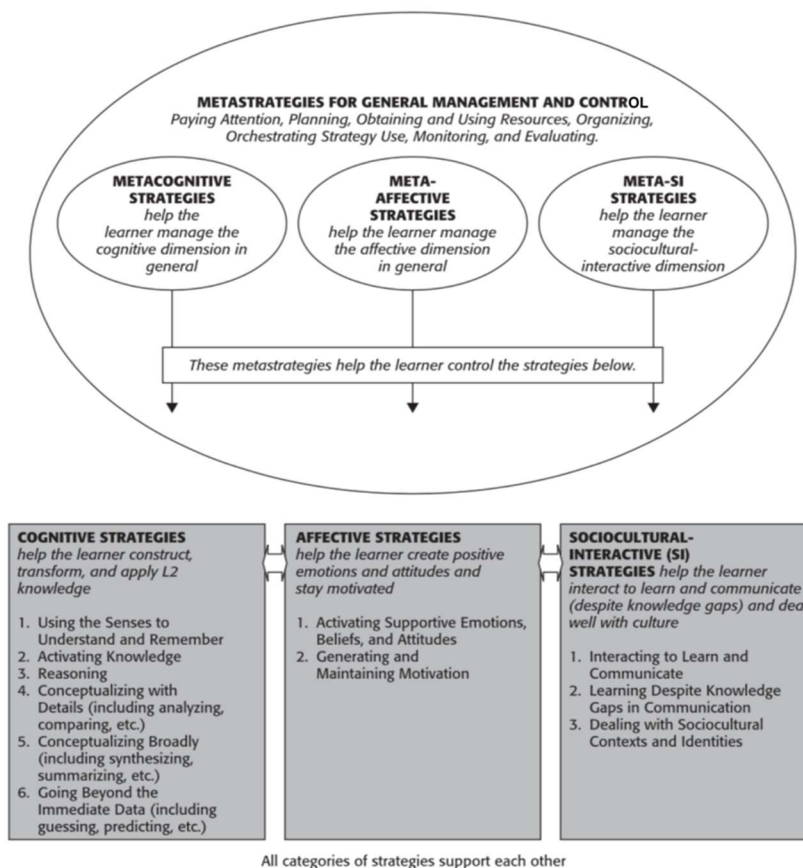 METASTRATEGIES FOR GENERAL MANAGEMENT AND CONTROL
Paying Attention, Planning, Obtaining and Using Resources, Organizing,
Orchestrating Strategy Use, Monitoring, and Evaluating.
METACOGNITIVE
STRATEGIES
help the
learner manage the
cognitive dimension in
general
META-
AFFECTIVE
STRATEGIES
help the learner manage
the affective dimension
in general
META-SI
STRATEGIES
help the learner
manage the
sociocultural-
interactive dimension
These metastrategies help the learner control the strategies below.
COGNITIVE STRATEGIES
help the learner construct,
transform, and apply L2
knowledge
1. Using the Senses to
Understand and Remember
2. Activating Knowledge
3. Reasoning
4. Conceptualizing with
Details (including analyzing,
comparing, etc.)
5. Conceptualizing Broadly
(including synthesizing,
summarizing, etc.)
6. Going Beyond the
Immediate Data (including
guessing, predicting, etc.)
AFFECTIVE STRATEGIES
help the learner create positive
emotions and attitudes and
stay motivated
1. Activating Supportive Emotions,
Beliefs, and Attitudes
2. Generating and
Maintaining Motivation
SOCIOCULTURAL-
INTERACTIVE (SI)
STRATEGIES help the learner
interact to learn and communicate
(despite knowledge gaps) and dea
well with culture
1. Interacting to Learn and
Communicate
2. Learning Despite Knowledge
Gaps in Communication
3. Dealing with Sociocultural
Contexts and Identities
All categories of strategies support each other